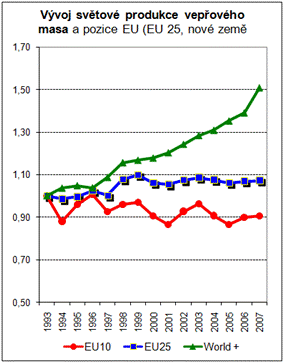 Vývoj světové produkce vepřového
masa a pozice EU (EU 25, nové země
1,70
1,50
1,30
1,10
0,90
0,70
0,50
1993 1994 1995 1996 1997 1998 1999 2000 2001 2002 2003 2004 2005 2006 2007
EU10 EU25 World +